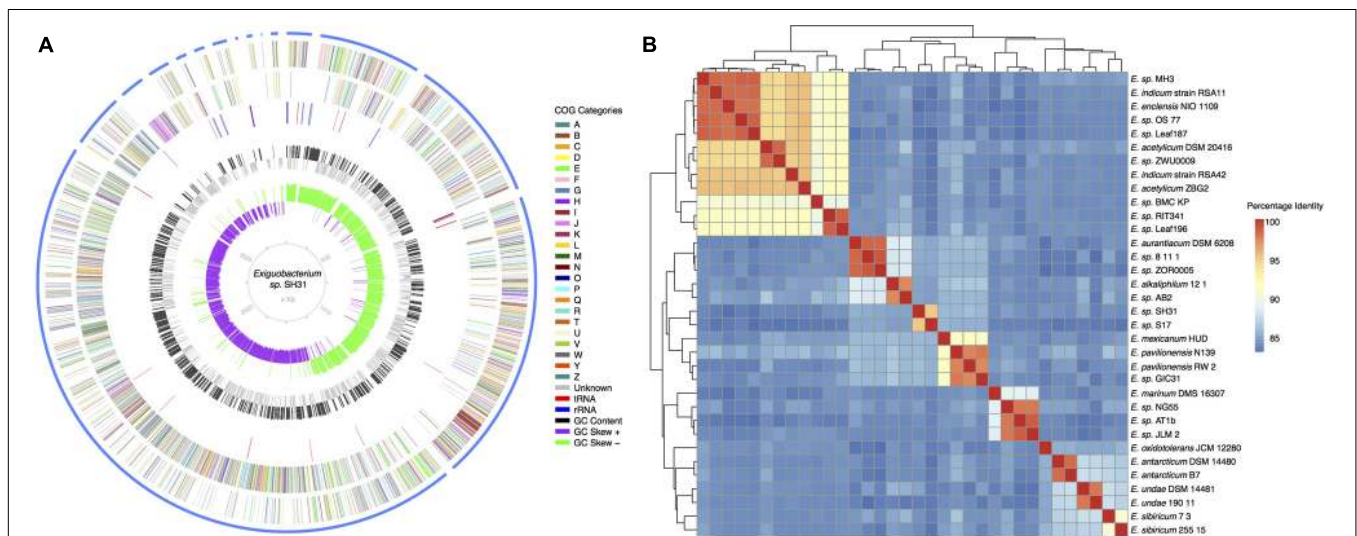 A
COG Categories
A
B
C
D
E
F
G
H
I
J
K
L
M
N
O
P
Q
R
T
U
V
W
Y
Z
Unknown
tRNA
rRNA
GC Content
GC Skew +
GC Skew −
Exiguobacterium
sp. SH31
B
E. sp. MH3
E. indicum strain RSA11
E. enclensis NIO 1109
E. sp. OS 77
E. sp. Leaf187
E. acetylicum DSM 20416
E. sp. ZWU0009
E. indicum strain RSA42
E. acetylicum ZBG2
E. sp. BMC KP
E. sp. RIT341
E. sp. Leaf196
E. aurantiacum DSM 6208
E. sp. 8 11 1
E. sp. ZOR0005
E. alkaliphilum 12 1
E. sp. AB2
E. sp. SH31
E. sp. S17
E. mexicanum HUD
E. pavilionensis N139
E. pavilionensis RW 2
E. sp. GIC31
E. marinum DMS 16307
E. sp. NG55
E. sp. AT1b
E. sp. JLM 2
E. oxidotolerans JCM 12280
E. antarcticum DSM 14480
E. antarcticum B7
E. undae DSM 14481
E. undae 190 11
E. sibiricum 7 3
E. sibiricum 255 15
Percentage Identity
100
95
90
85